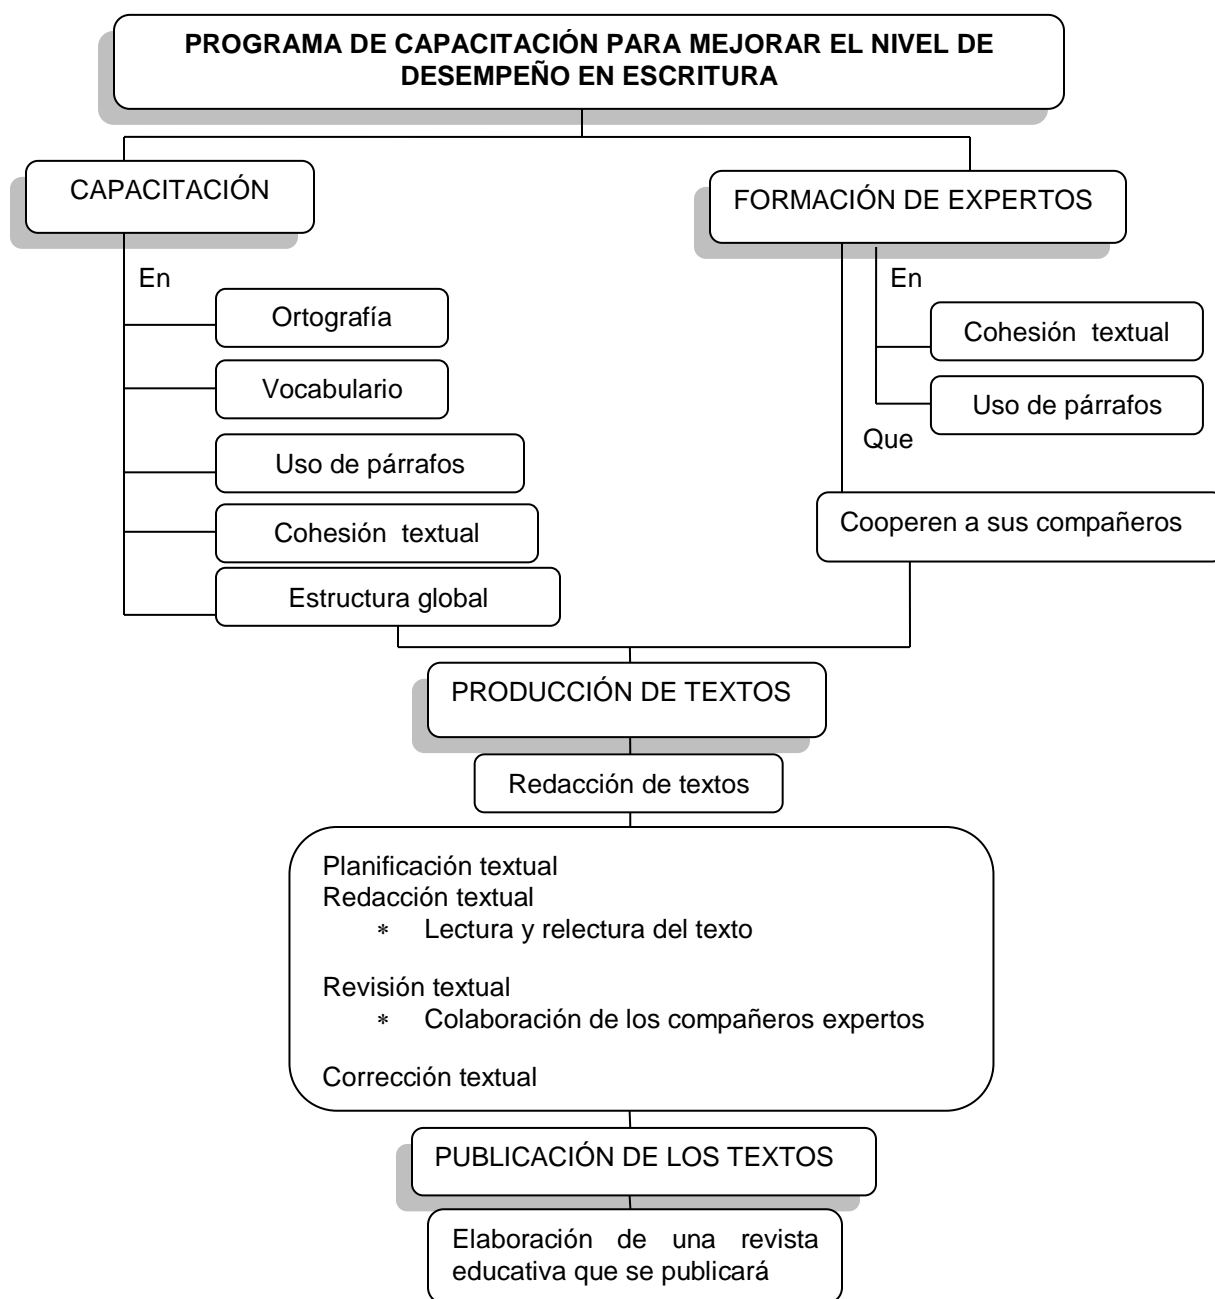 PROGRAMA DE CAPACITACIÓN PARA MEJORAR EL NIVEL DE
DESEMPEÑO EN ESCRITURA
CAPACITACIÓN
En
Ortografía
Vocabulario
Uso de párrafos
Cohesión textual
Estructura global
FORMACIÓN DE EXPERTOS
En
Cohesión textual
Uso de párrafos
Que
Cooperen a sus compañeros
PRODUCCIÓN DE TEXTOS
Redacción de textos
Planificación textual
Redacción textual
* Lectura y relectura del texto
Revisión textual
* Colaboración de los compañeros expertos
Corrección textual
PUBLICACIÓN DE LOS TEXTOS
Elaboración de una revista
educativa que se publicará